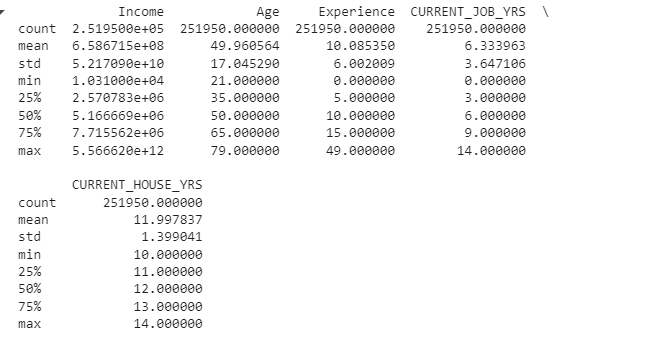 Income Age Experience CURRENT_JOB_YRS \
count 2.519500e+05 251950.000000 251950.000000 251950.000000
mean 6.586715e+08 49.960564 10.085350 6.333963
std 5.217090e+10 17.045290 6.002009 3.647106
min 1.031000e+04 21.000000 0.000000 0.000000
25% 2.570783e+06 35.000000 5.000000 3.000000
50% 5.166669e+06 50.000000 10.000000 6.000000
75% 7.715562e+06 65.000000 15.000000 9.000000
max 5.566620e+12 79.000000 49.000000 14.000000
CURRENT_HOUSE_YRS
count 251950.000000
mean 11.997837
std 1.399041
min 10.000000
25% 11.000000
50% 12.000000
75% 13.000000
max 14.000000